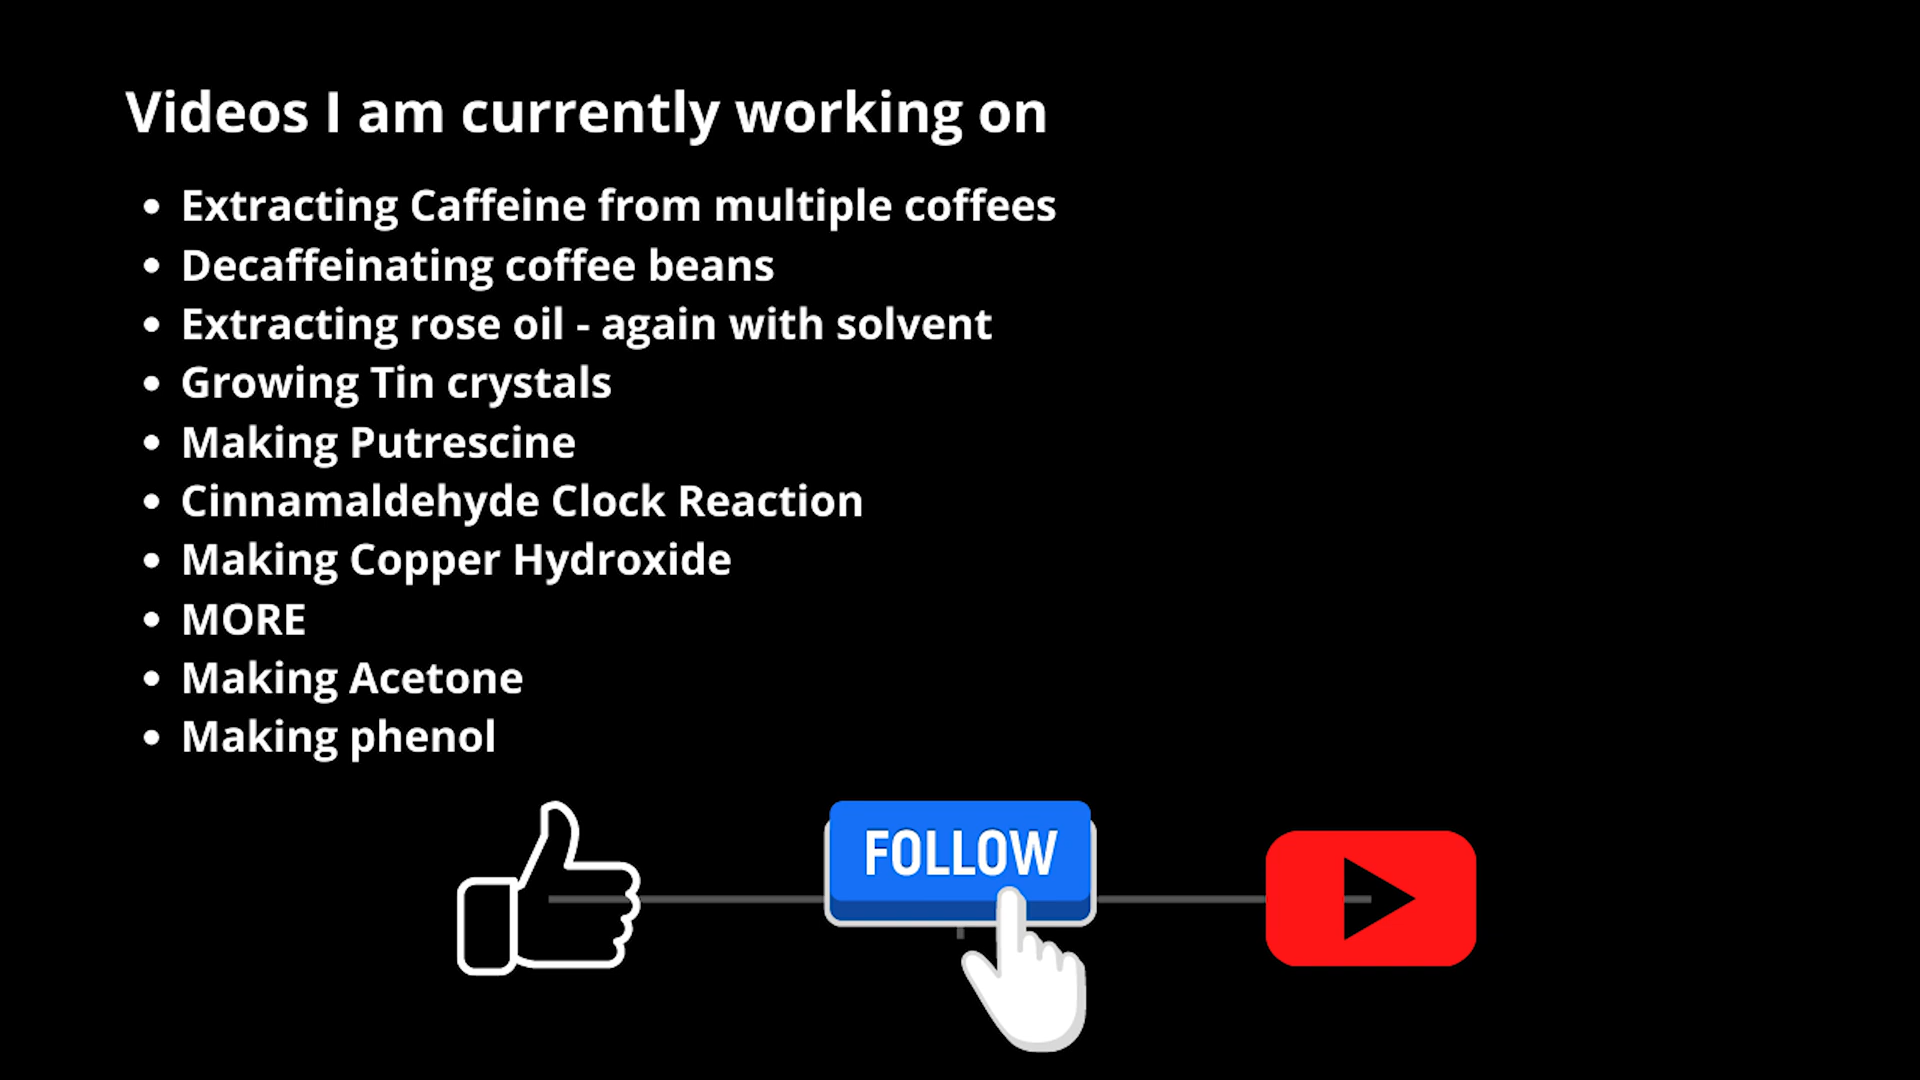 Videos I am currently working on
• Extracting Caffeine from multiple coffees
• Decaffeinating coffee beans
• Extracting rose oil - again with solvent
• Growing Tin crystals
• Making Putrescine
• Cinnamaldehyde Clock Reaction
• Making Copper Hydroxide
• MORE
• Making Acetone
• Making phenol
FOLLOW